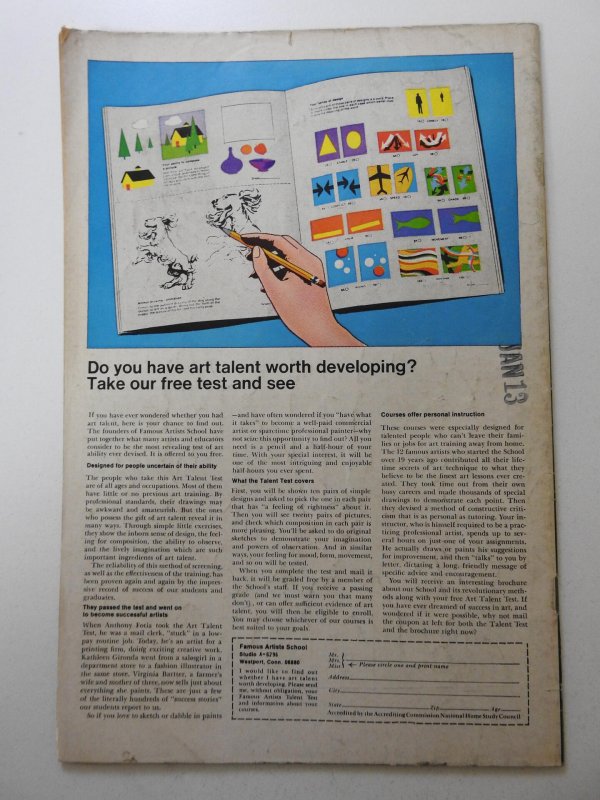 Do you have art talent worth developing?
Take our free test and see
If you have ever wondered whether you had
art talent, here is your chance to find out.
The founders of Famous Artists School have
put together what many artists and educators
consider to be the most revealing test of art
ability ever devised. It is offered to you free.
Designed for people uncertain of their ability
The people who take this Art Talent Test
are of all ages and occupations. Most of them
have little or no previous art training. By
professional standards, their drawings may
be awkward and amateurish. But the ones
who possess the gift of art talent reveal it in
many ways. Through simple little exercises,
they show the inborn sense of design, the feel-
ing for composition, the ability to observe,
and the lively imagination which are such
important ingredients of art talent.
The reliability of this method of screening,
as well as the effectiveness of the training, has
been proven again and again by the impres-
sive record of success of our students and
graduates.
They passed the test and went on
to become successful artists
When Anthony Focia took the Art Talent
Test, he was a mail clerk, "stuck" in a low-
pay routine job. Today, he's an artist for a
printing firm, doing exciting creative work.
Kathleen Gironda went from a salesgirl in a
department store to a fashion illustrator in
the same store. Virginia Bartter, a farmer's
wife and mother of three, now sells just about
everything she paints. These are just a few
of the literally hundreds of "success stories"
our students report to us.
So if you love to sketch or dabble in paints
—and have often wondered if you "have what
it takes" to become a well-paid commercial
artist or sparetime professional painter—why
not seize this opportunity to find out? All you
need is a pencil and a half-hour of your
time. With your special interest, it will be
one of the most intriguing and enjoyable
half hours you ever spent.
What the Talent Test covers
First, you will be shown ten pairs of simple
designs and asked to pick the one in each pair
that has "a feeling of rightness" about it.
Then you will see twenty pairs of pictures,
and check which composition in each pair is
more pleasing. You'll be asked to do original
sketches to demonstrate your imagination
and powers of observation. And in similar
ways, your feeling for mood, form, movement,
and so on will be tested.
When you complete the test and mail it
back, it will be graded free by a member of
the School's staff. If you receive a passing
grade (and we must warn you that many
don't), or can offer sufficient evidence of art
talent, you will then be eligible to enroll.
You may choose whichever of our courses is
best suited to your goals.
Courses offer personal instruction
These courses were especially designed for
talented people who can't leave their fami-
lies or jobs for art training away from home.
The 12 famous artists who started the School
over 19 years ago contributed all their life-
time secrets of art technique to what they
believe to be the finest art lessons ever cre-
ated. They took time out from their own
busy careers and made thousands of special
drawings to demonstrate each point. Then
they devised a method of constructive criti-
cism that is as personal as tutoring. Your in-
structor, who is himself required to be a prac-
ticing professional artist, spends up to sev-
eral hours on just one of your assignments.
He actually draws or paints his suggestions
for improvement, and then "talks" to you by
letter, dictating a long, friendly message of
specific advice and encouragement.
You will receive an interesting brochure
about our School and its revolutionary meth-
ods along with your free Art Talent Test. If
you have ever dreamed of success in art, and
wondered if it were possible, why not mail
the coupon at left for both the Talent Test
and the brochure right now?
Famous Artists School
Studio A-6296
Westport, Conn. 06880
I would like to find out
whether I have art talent
worth developing. Please send
me, without obligation, your
Famous Artists Talent Test
and information about your
courses.
Mr.
Mrs.
Miss
Please circle one and print name
Address
City
State Zip Age
Accredited by the Accrediting Commission National Home Study Council
JAN 13